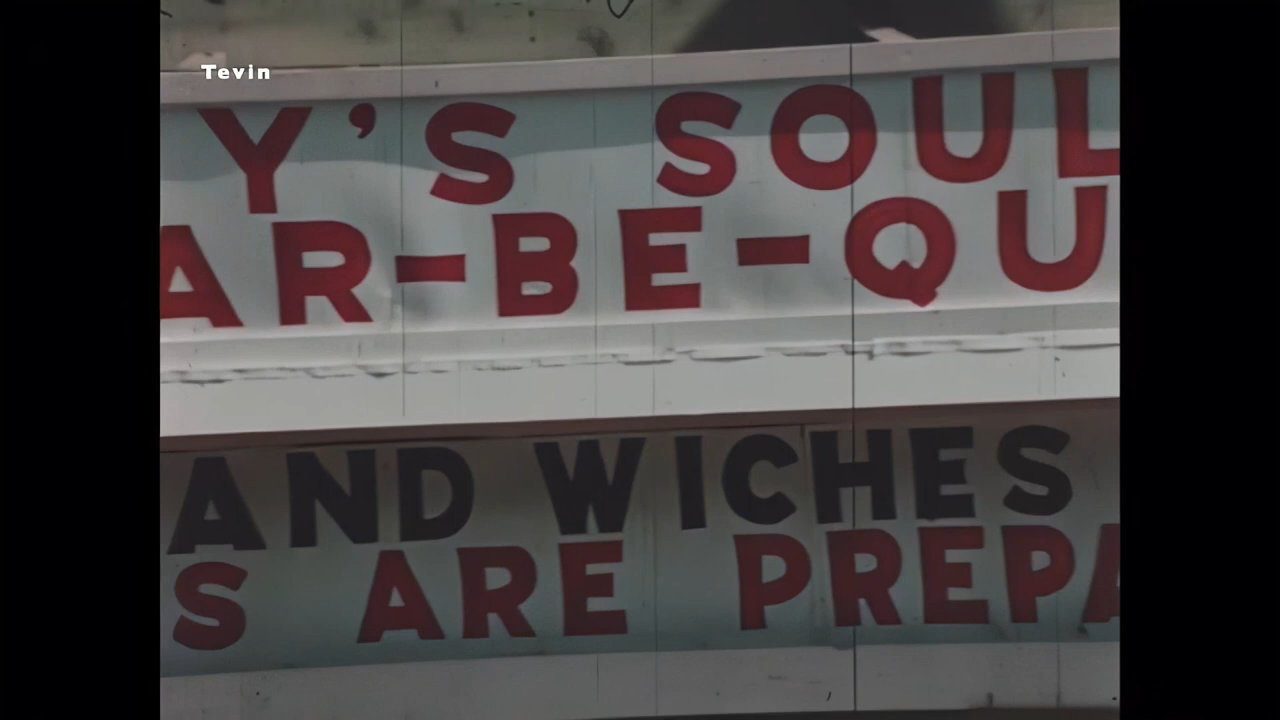 Tevin
Y'S SOUL
AR-BE-QU
AND WICHES
S ARE PREPA